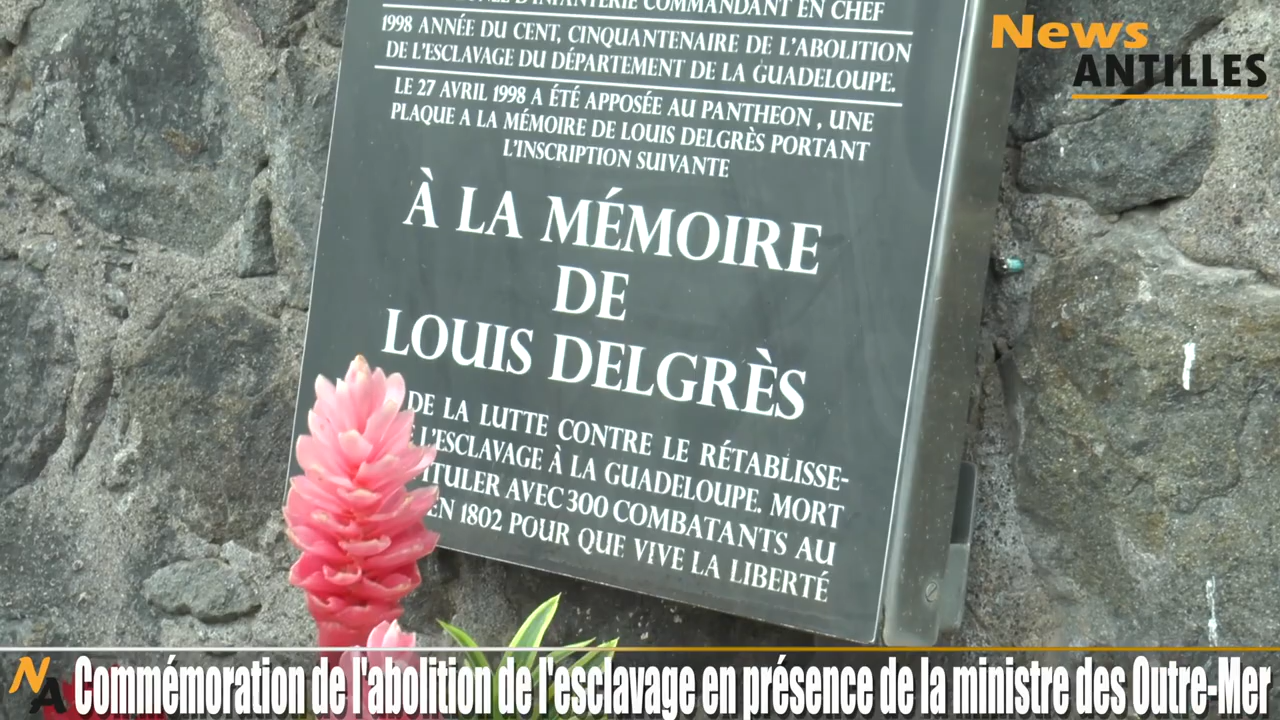 D'INFANTERIE COMMANDANT EN CHEF
1998 ANNÉE DU CENT, CINQUANTENAIRE DE L'ABOLITION
DE L'ESCLAVAGE DU DÉPARTEMENT DE LA GUADELOUPE.
LE 27 AVRIL 1998 A ÉTÉ APPOSÉE AU PANTHEON , UNE
PLAQUE A LA MÉMOIRE DE LOUIS DELGRÈS PORTANT
L'INSCRIPTION SUIVANTE
À LA MÉMOIRE
DE
LOUIS DELGRÈS
DE LA LUTTE CONTRE LE RÉTABLISSE-
L'ESCLAVAGE À LA GUADELOUPE. MORT
ITULER AVEC 300 COMBATANTS AU
EN 1802 POUR QUE VIVE LA LIBERTÉ
News
ANTILLES
NA Commémoration de l'abolition de l'esclavage en présence de la ministre des Outre-Mer